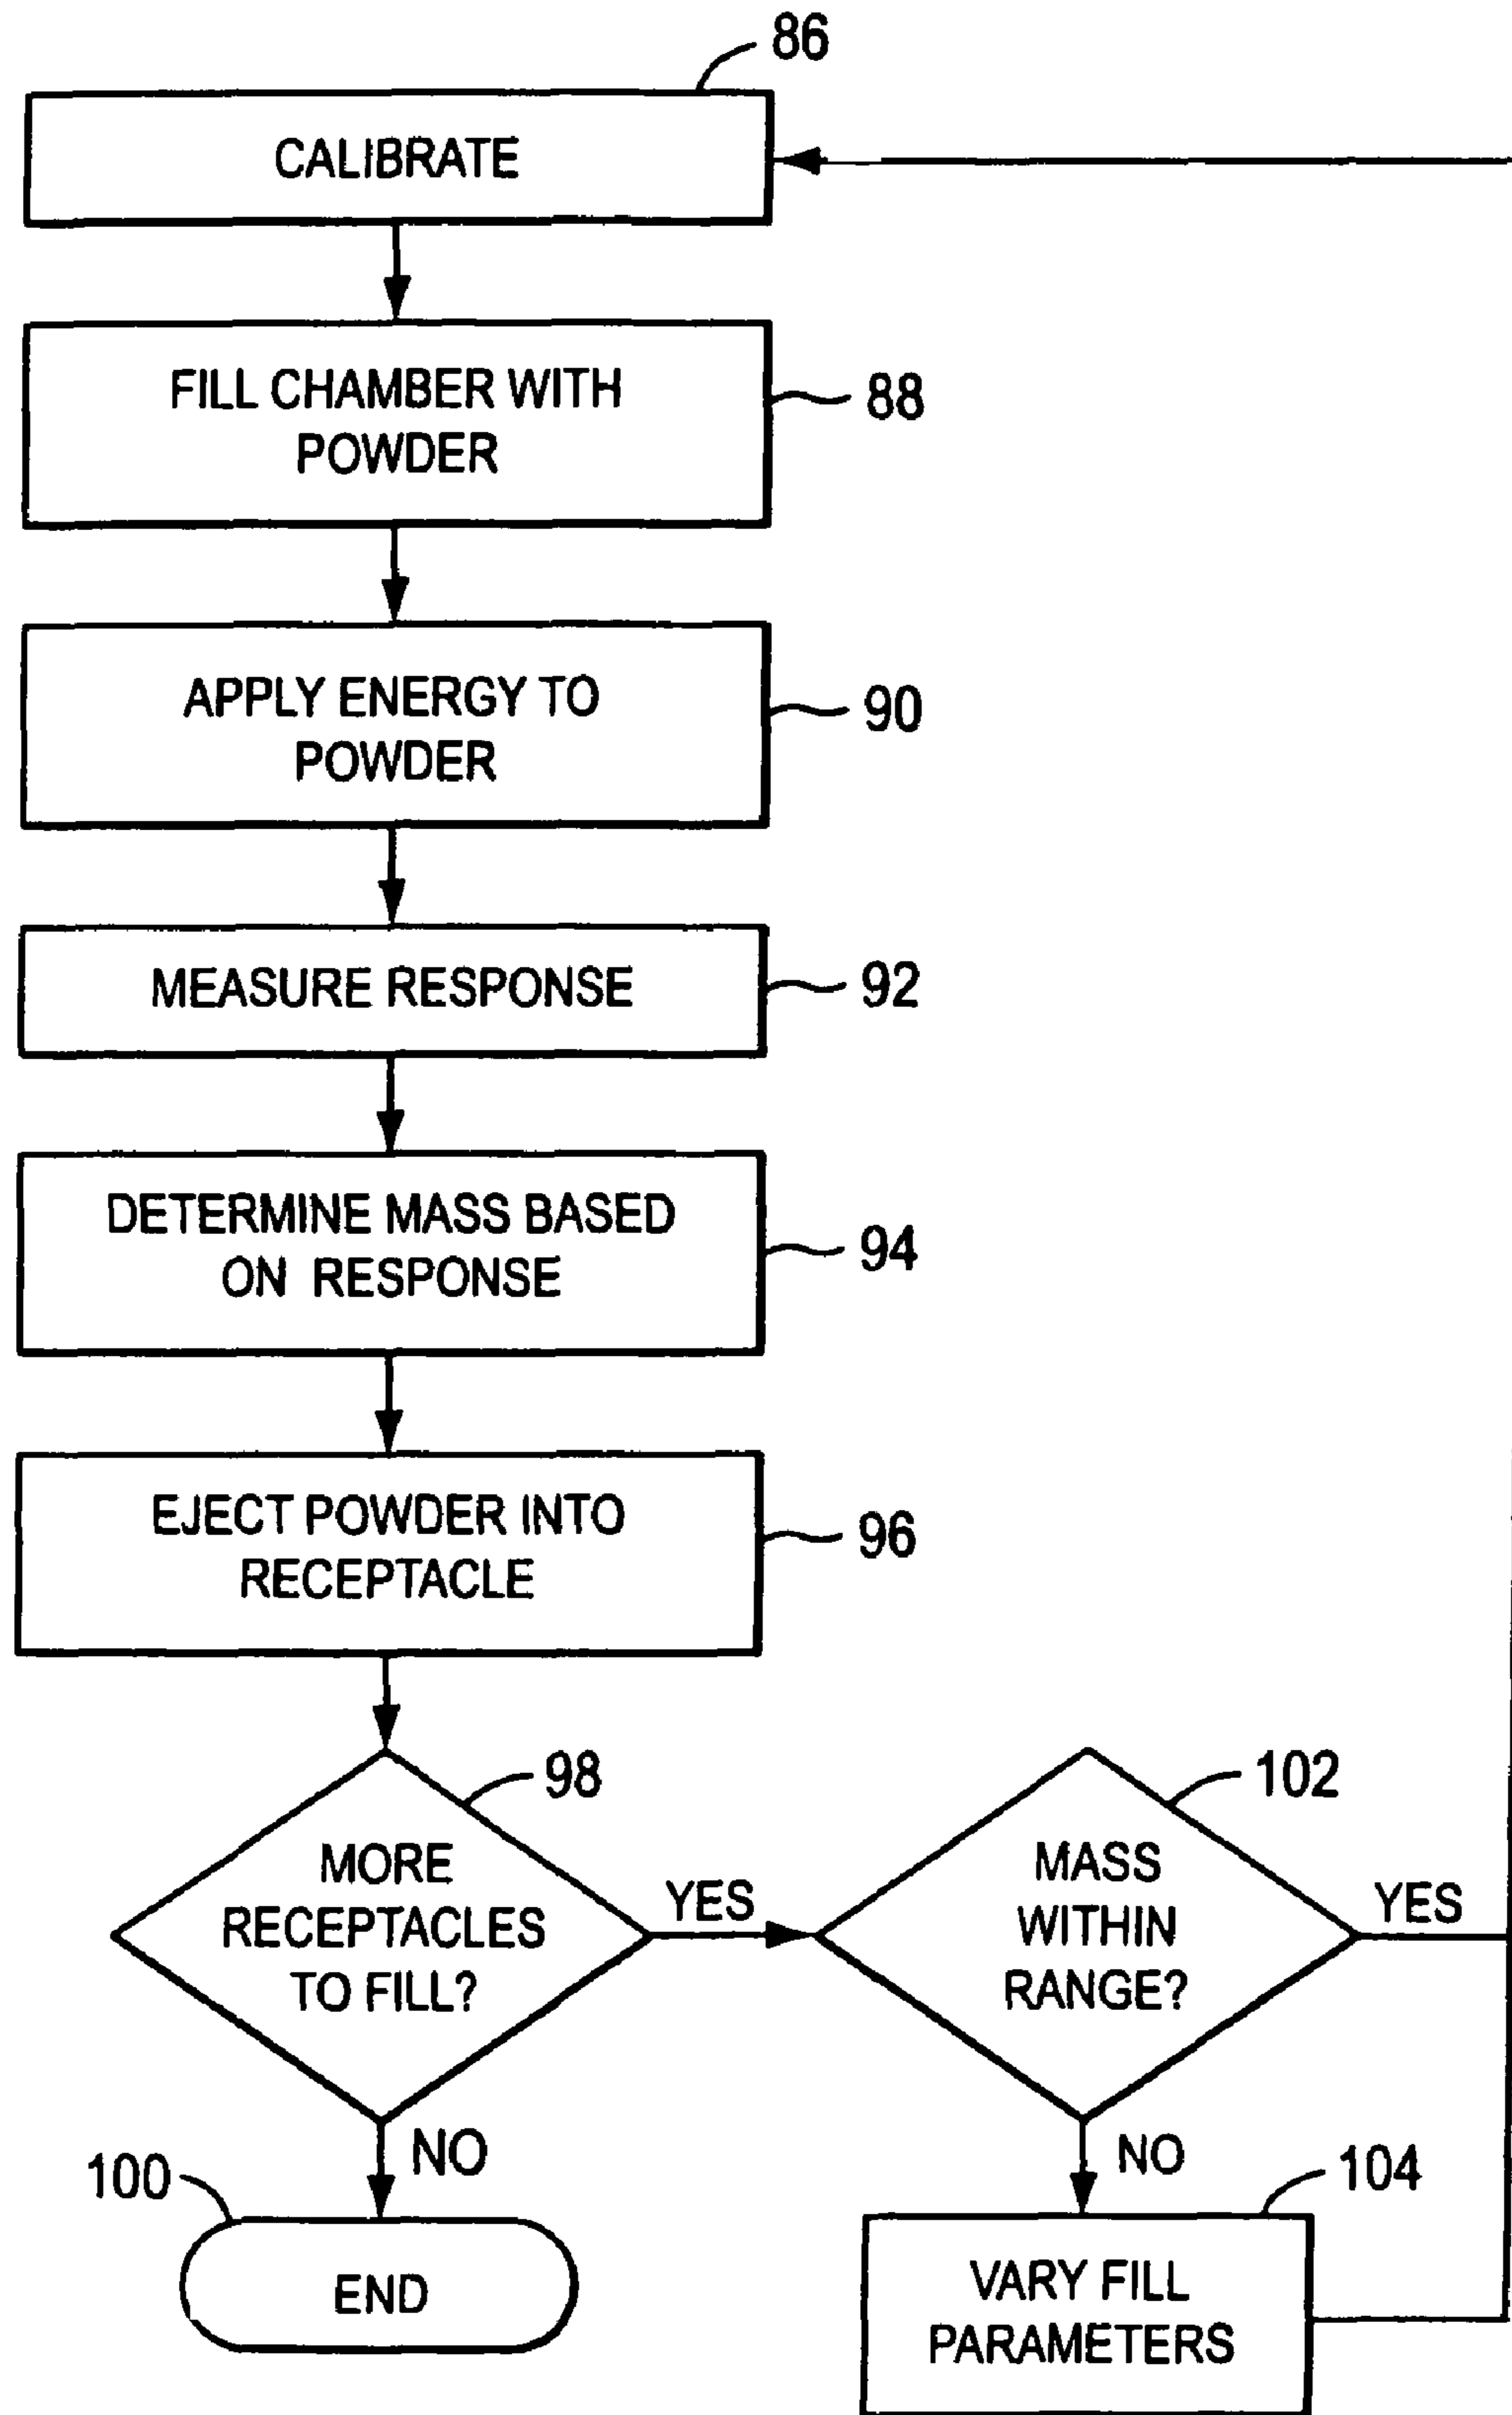 86
CALIBRATE
FILL CHAMBER WITH
POWDER
88
APPLY ENERGY TO
POWDER
90
MEASURE RESPONSE
92
DETERMINE MASS BASED
ON RESPONSE
94
EJECT POWDER INTO
RECEPTACLE
96
98
MORE
RECEPTACLES
TO FILL?
YES
102
MASS
WITHIN
RANGE?
YES
NO
100
END
NO
104
VARY FILL
PARAMETERS